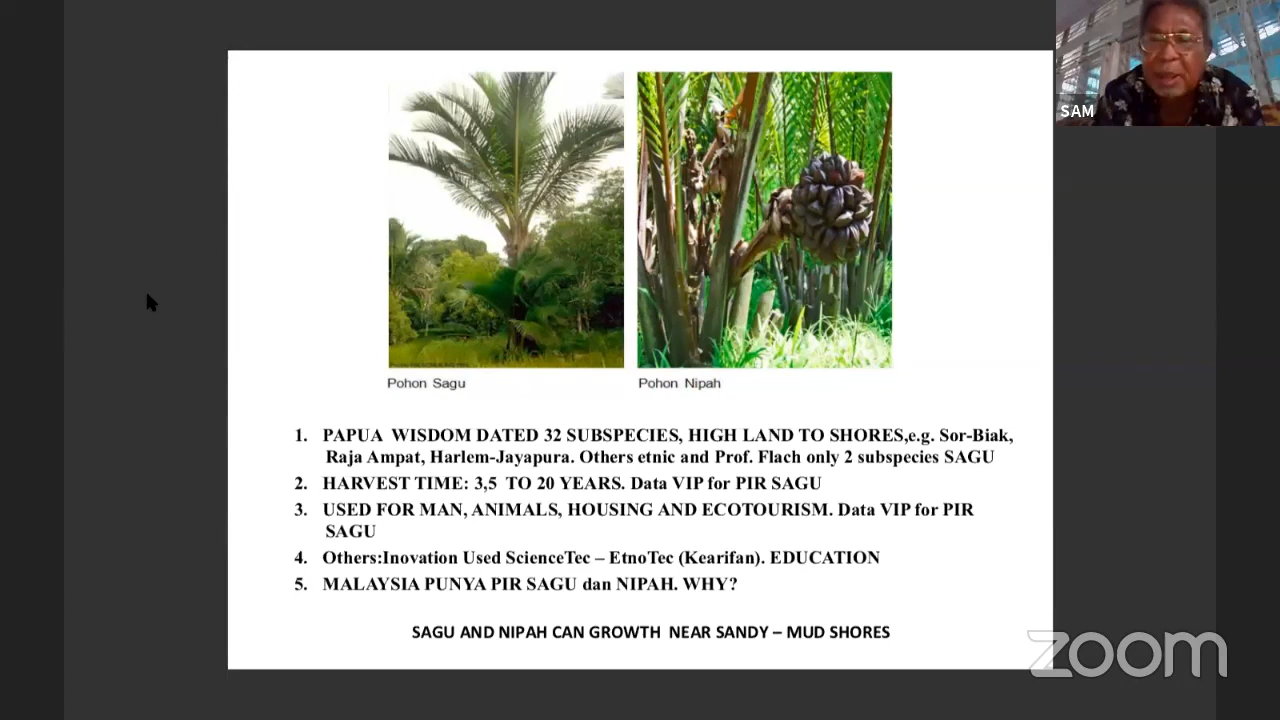 SAM
Pohon Sagu
Pohon Nipah
1. PAPUA WISDOM DATED 32 SUBSPECIES, HIGH LAND TO SHORES,e.g. Sor-Biak,
Raja Ampat, Harlem-Jayapura. Others etnic and Prof. Flach only 2 subspecies SAGU
2. HARVEST TIME: 3,5 TO 20 YEARS. Data VIP for PIR SAGU
3. USED FOR MAN, ANIMALS, HOUSING AND ECOTOURISM. Data VIP for PIR
SAGU
4. Others:Inovation Used ScienceTec – EtnoTec (Kearifan). EDUCATION
5. MALAYSIA PUNYA PIR SAGU dan NIPAH. WHY?
SAGU AND NIPAH CAN GROWTH NEAR SANDY – MUD SHORES
zoom